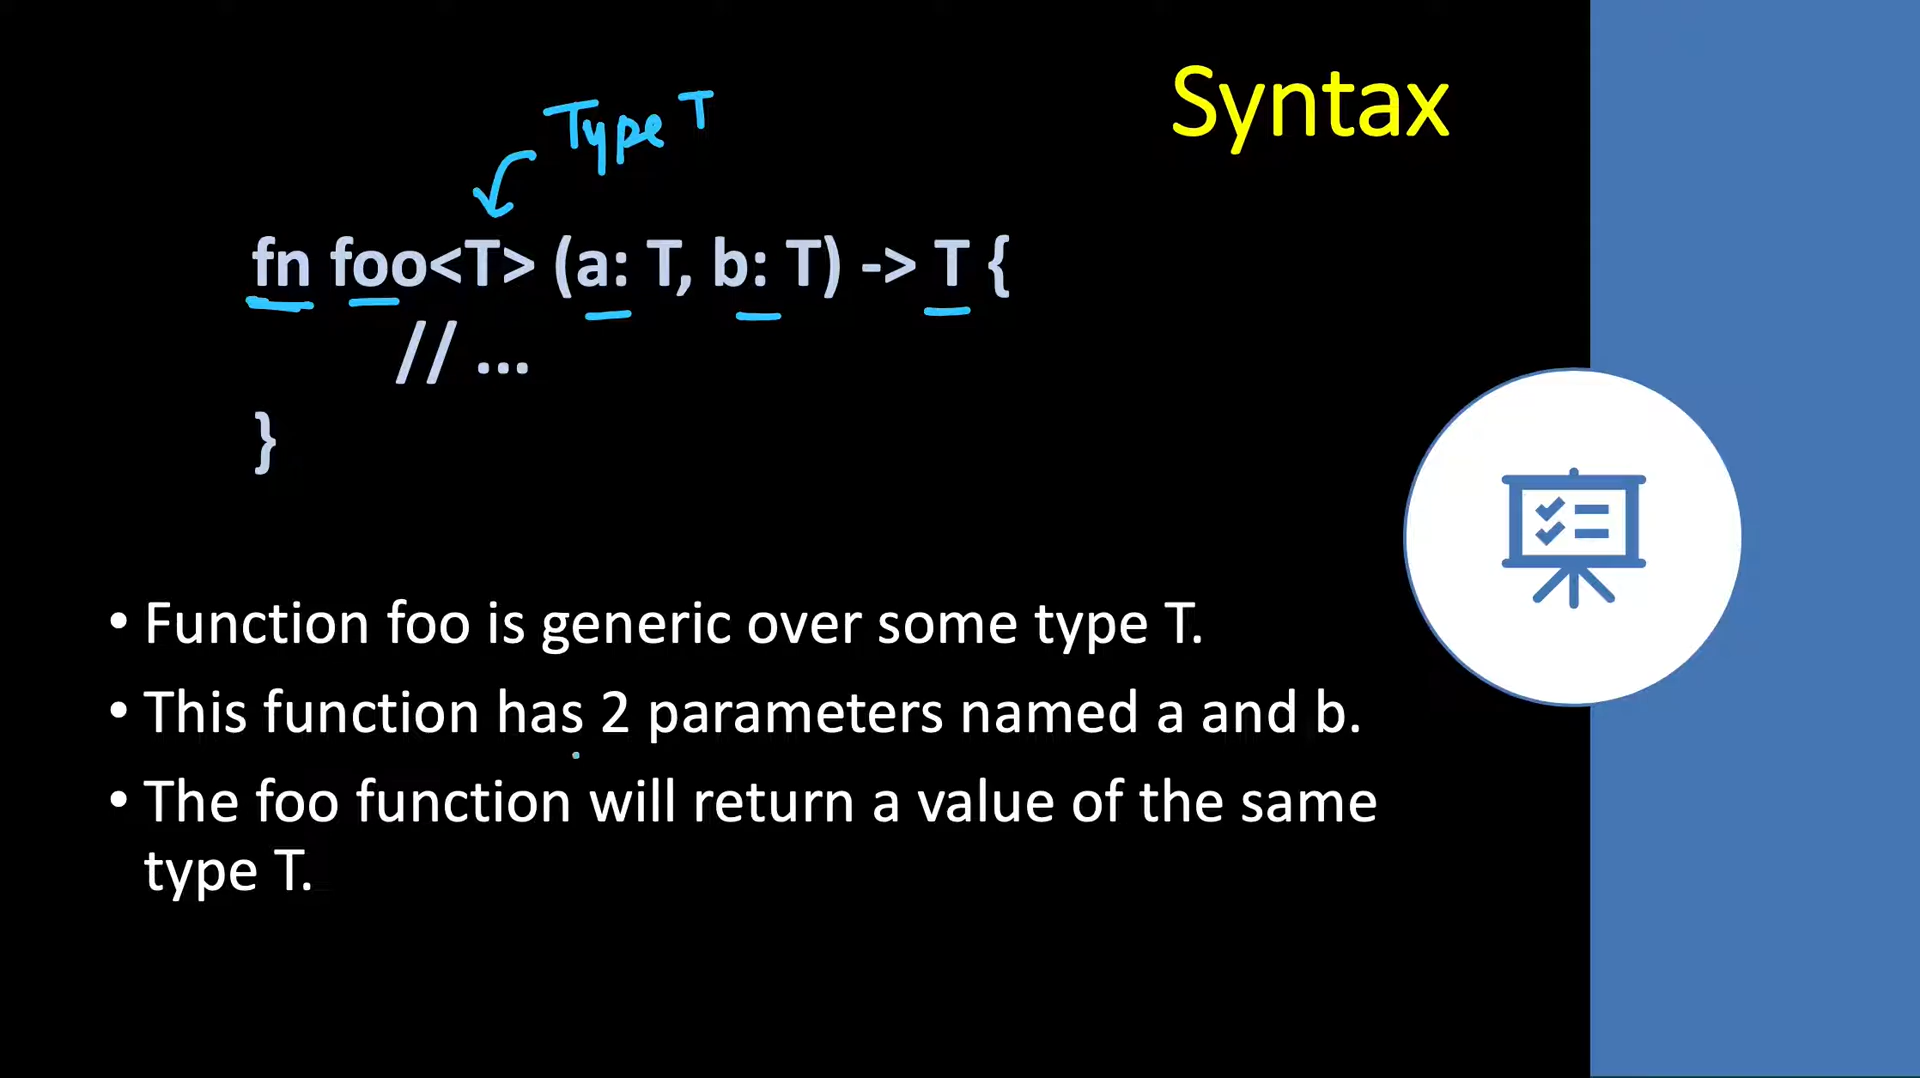 Syntax
Type T
fn foo<T> (a: T, b: T) -> T {
// ...
}
• Function foo is generic over some type T.
• This function has 2 parameters named a and b.
• The foo function will return a value of the same
type T.